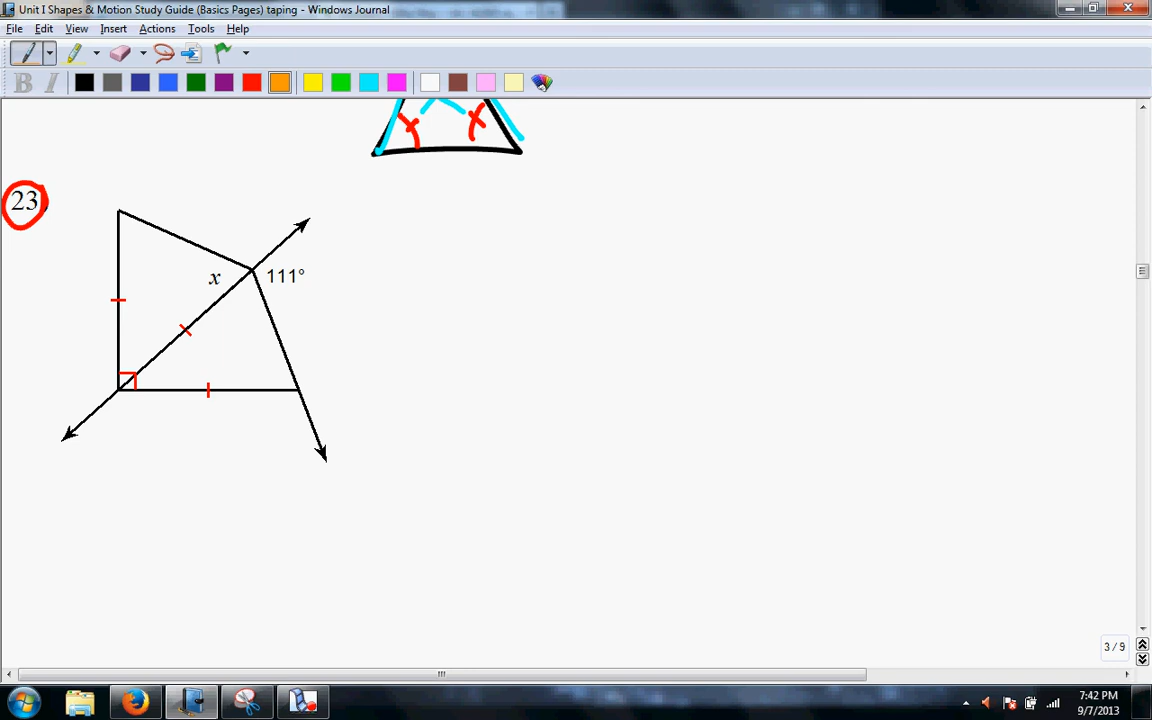 Unit I Shapes & Motion Study Guide (Basics Pages) taping - Windows Journal
File Edit View Insert Actions Tools Help
B I
23.
x
111°
3 / 9
7:42 PM
9/7/2013